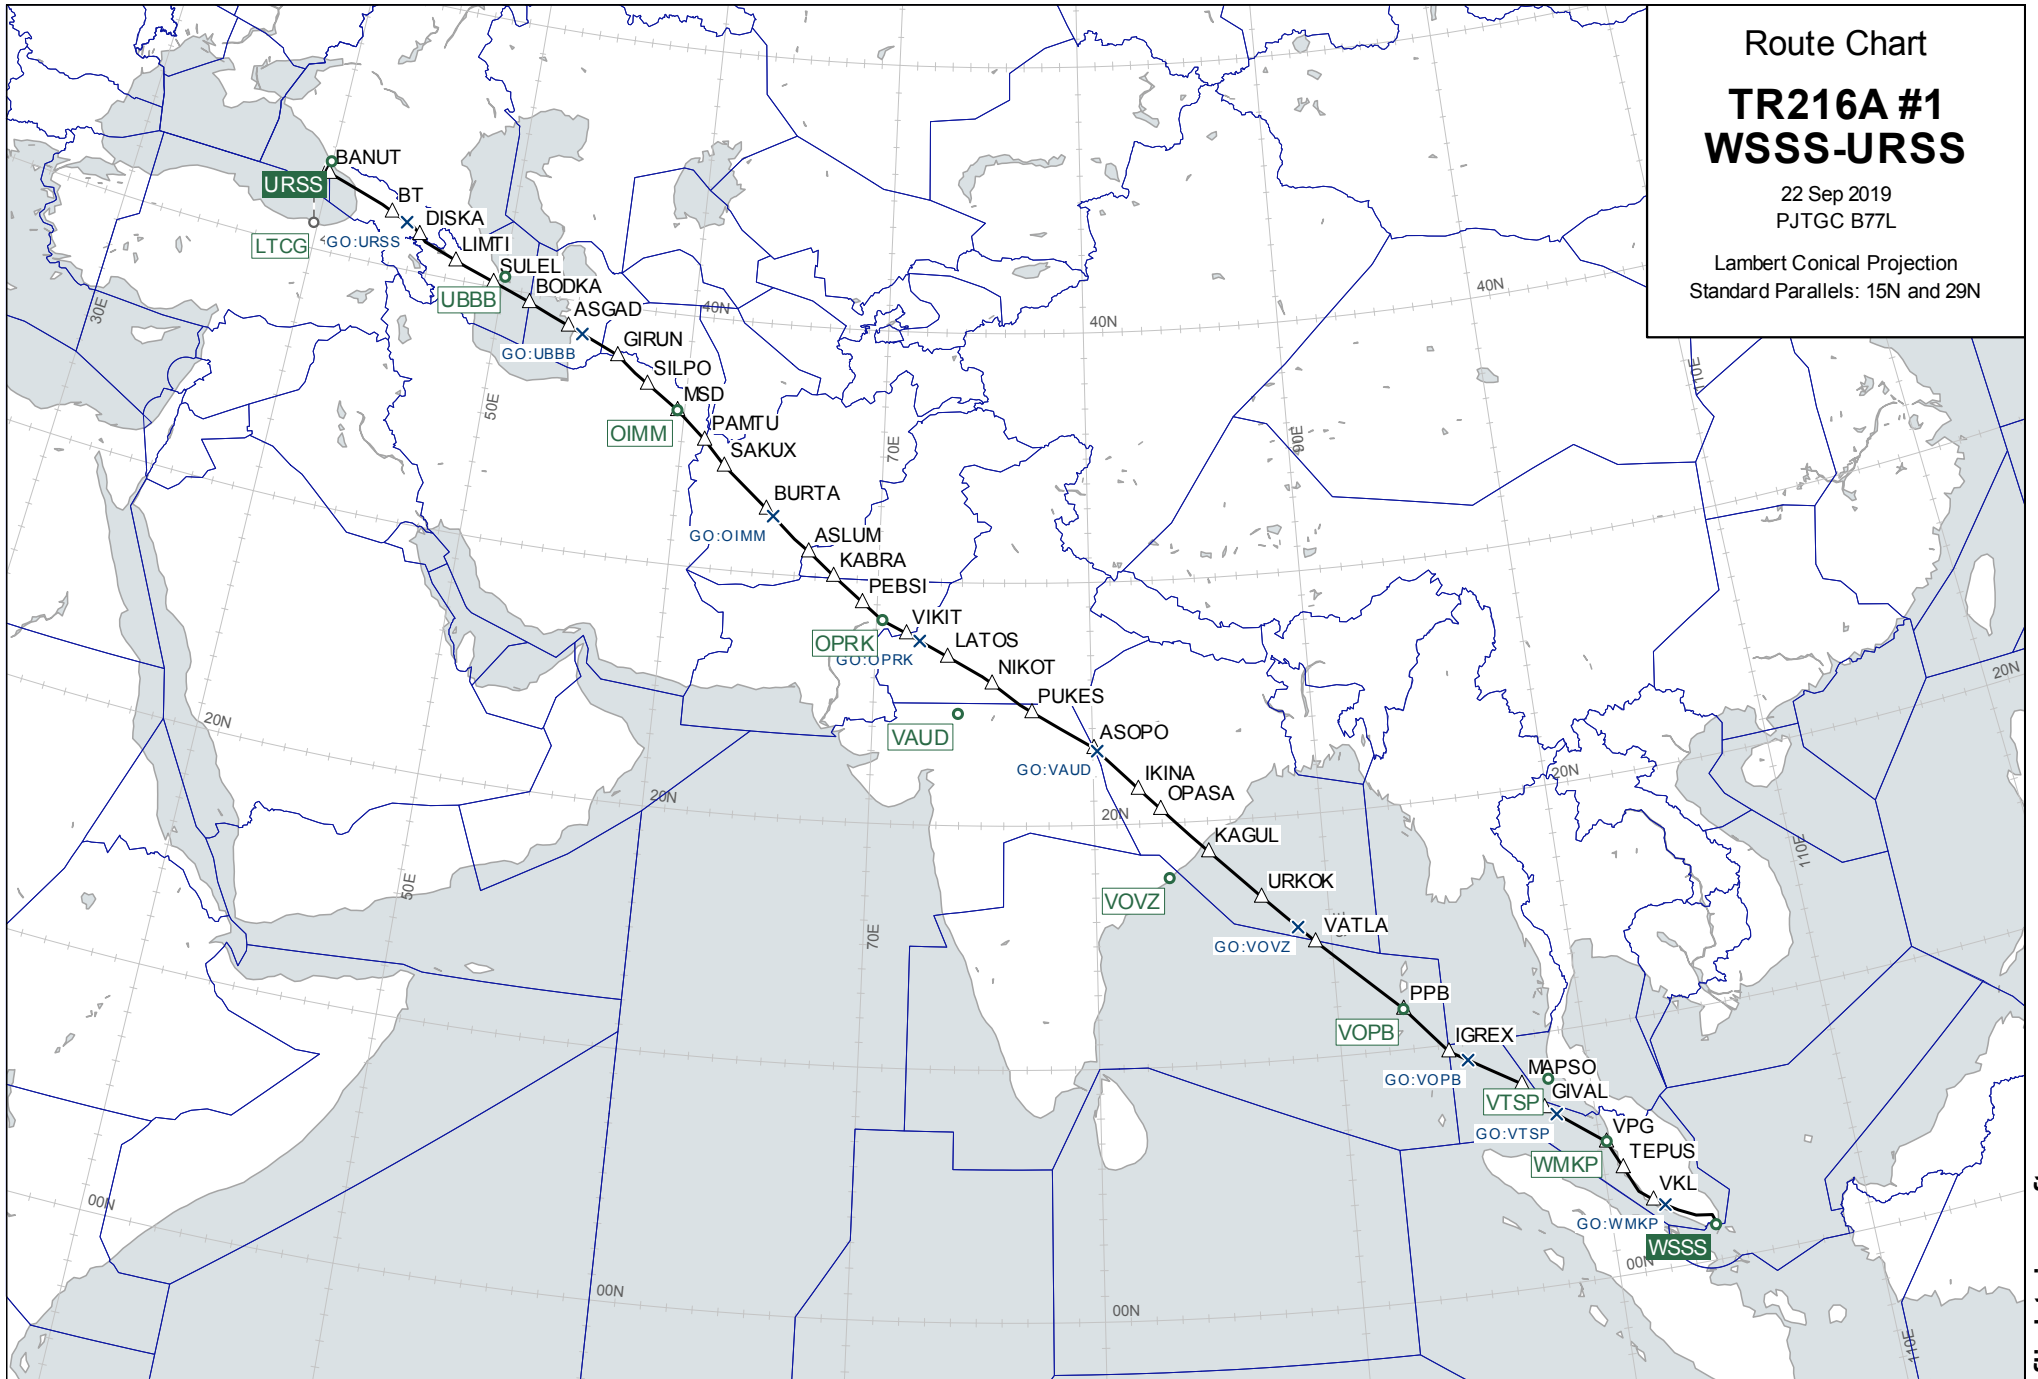 Route Chart
TR216A #1
WSSS-URSS
22 Sep 2019
PJTGC B77L
Lambert Conical Projection
Standard Parallels: 15N and 29N
BANUT
URSS
BT
DISKA
LTCG
GO:URSS
LIMTI
SULEL
UBBB
BODKA
30E
ASGAD
40N
40N
40N
GO:UBBB
GIRUN
SILPO
110E
MSD
50E
OIMM
PAMTU
SAKUX
70E
90E
BURTA
GO:OIMM
ASLUM
KABRA
PEBSI
VIKIT
OPRK
GO:OPRK
LATOS
NIKOT
20N
PUKES
20N
VAUD
ASOPO
GO:VAUD
IKINA
20N
OPASA
20N
20N
KAGUL
110E
50E
URKOK
VOVZ
VATLA
70E
GO:VOVZ
PPB
VOPB
IGREX
MAPSO
GO:VOPB
GIVAL
VTSP
VPG
GO:VTSP
TEPUS
WMKP
VKL
00N
GO:WMKP
WSSS
00N
00N
00N
110E